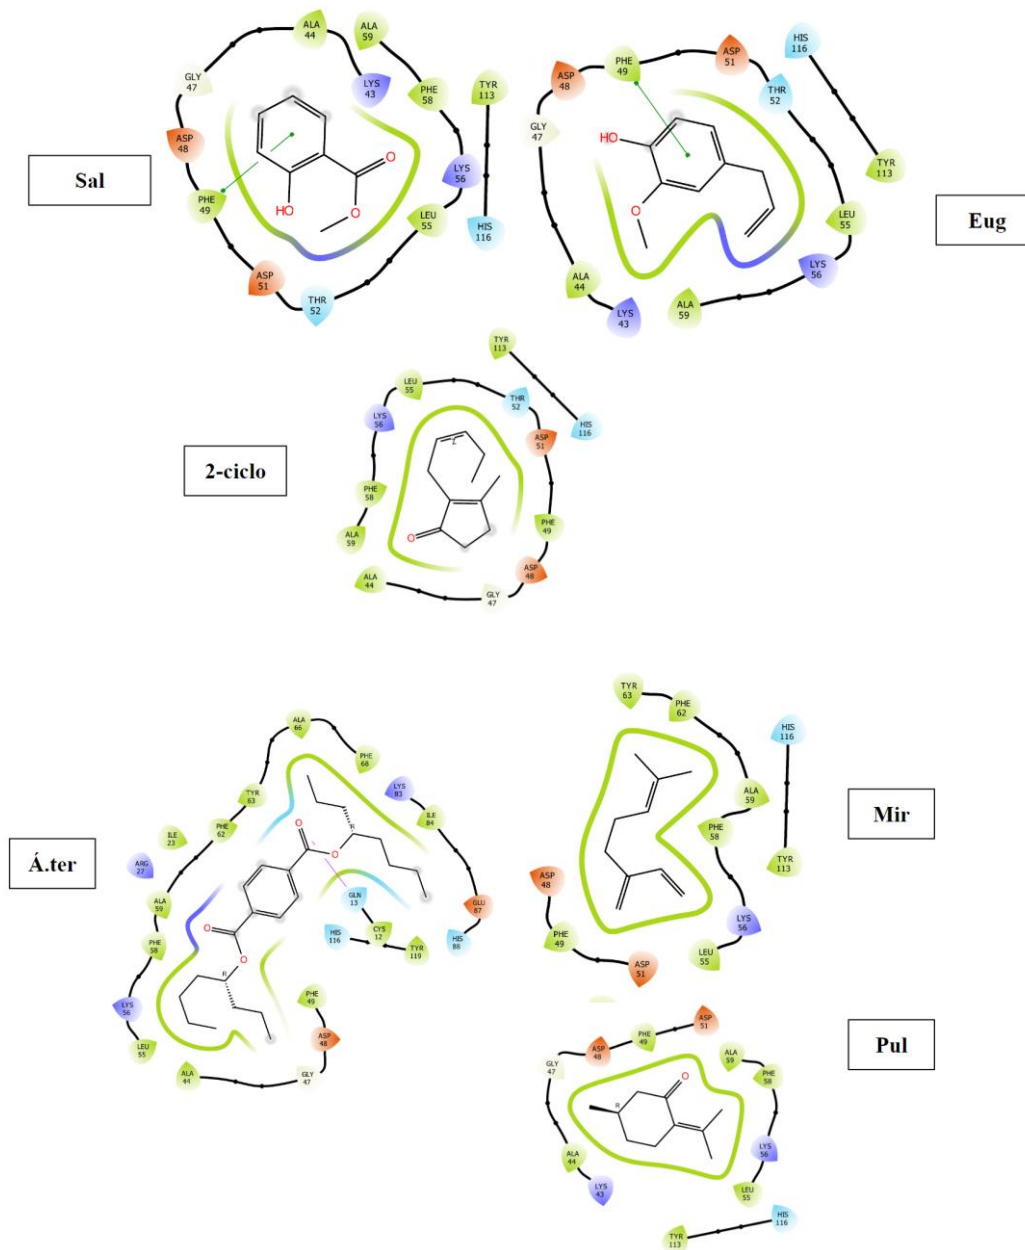 ALA
44
ALA
59
GLY
47
LYS
43
PHE
58
TYR
113
ASP
48
Sal
O
LYS
56
PHE
49
HO
O
LEU
55
HIS
116
ASP
51
THR
52
HIS
116
PHE
49
ASP
51
ASP
48
THR
52
GLY
47
HO
TYR
113
O
LEU
55
Eug
LYS
56
ALA
44
LYS
43
ALA
59
TYR
113
LEU
55
THR
52
LYS
56
HIS
116
ASP
51
2-ciclo
Z
PHE
58
PHE
49
ALA
59
O
ASP
48
ALA
44
GLY
47
ALA
66
PHE
68
LYS
83
TYR
63
ILE
84
PHE
62
O
R
ILE
23
O
Á.ter
ARG
27
GLN
13
GLU
87
ALA
59
HIS
116
CYS
12
HIS
88
PHE
58
O
TYR
119
O
R
PHE
49
LYS
56
ASP
48
LEU
55
ALA
44
GLY
47
TYR
63
PHE
62
HIS
116
ALA
59
Mir
PHE
58
TYR
113
ASP
48
LYS
56
PHE
49
LEU
55
ASP
51
ASP
51
PHE
49
ASP
48
Pul
ALA
59
GLY
47
O
PHE
58
R
LYS
56
ALA
44
LYS
43
LEU
55
HIS
116
TYR
113